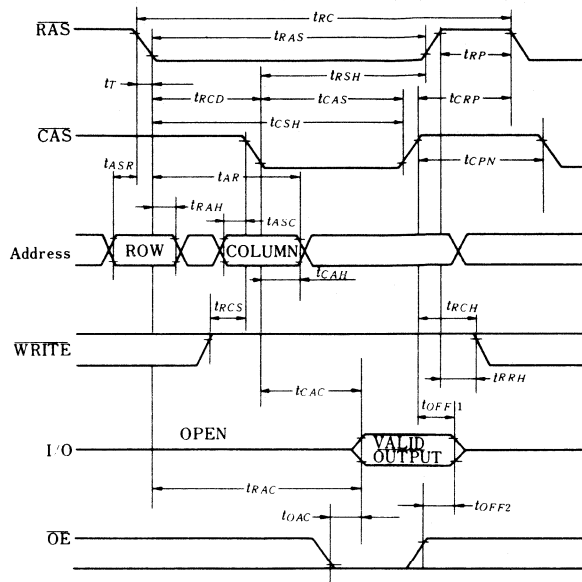 tRC
RAS
tRAS
tRP
tRSH
tT
tRCD
tCAS
tCRP
tCSH
CAS
tASR
tCPN
tAR
tRAH
tASC
Address
ROW
COLUMN
tCAH
tRCS
tRCH
WRITE
tRRH
tCAC
tOFF1
OPEN
I/O
VALID
OUTPUT
tRAC
tOAC
tOFF2
OE